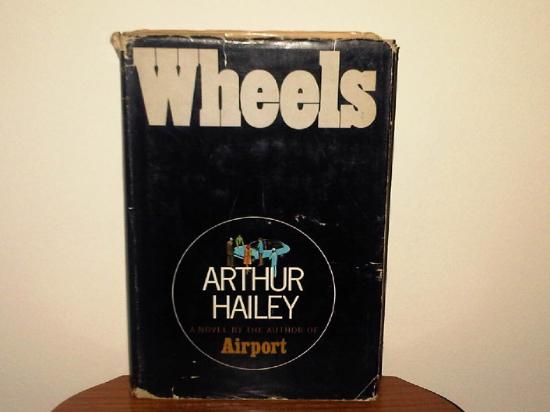 Wheels
ARTHUR
HAILEY
A NOVEL BY THE AUTHOR OF
Airport